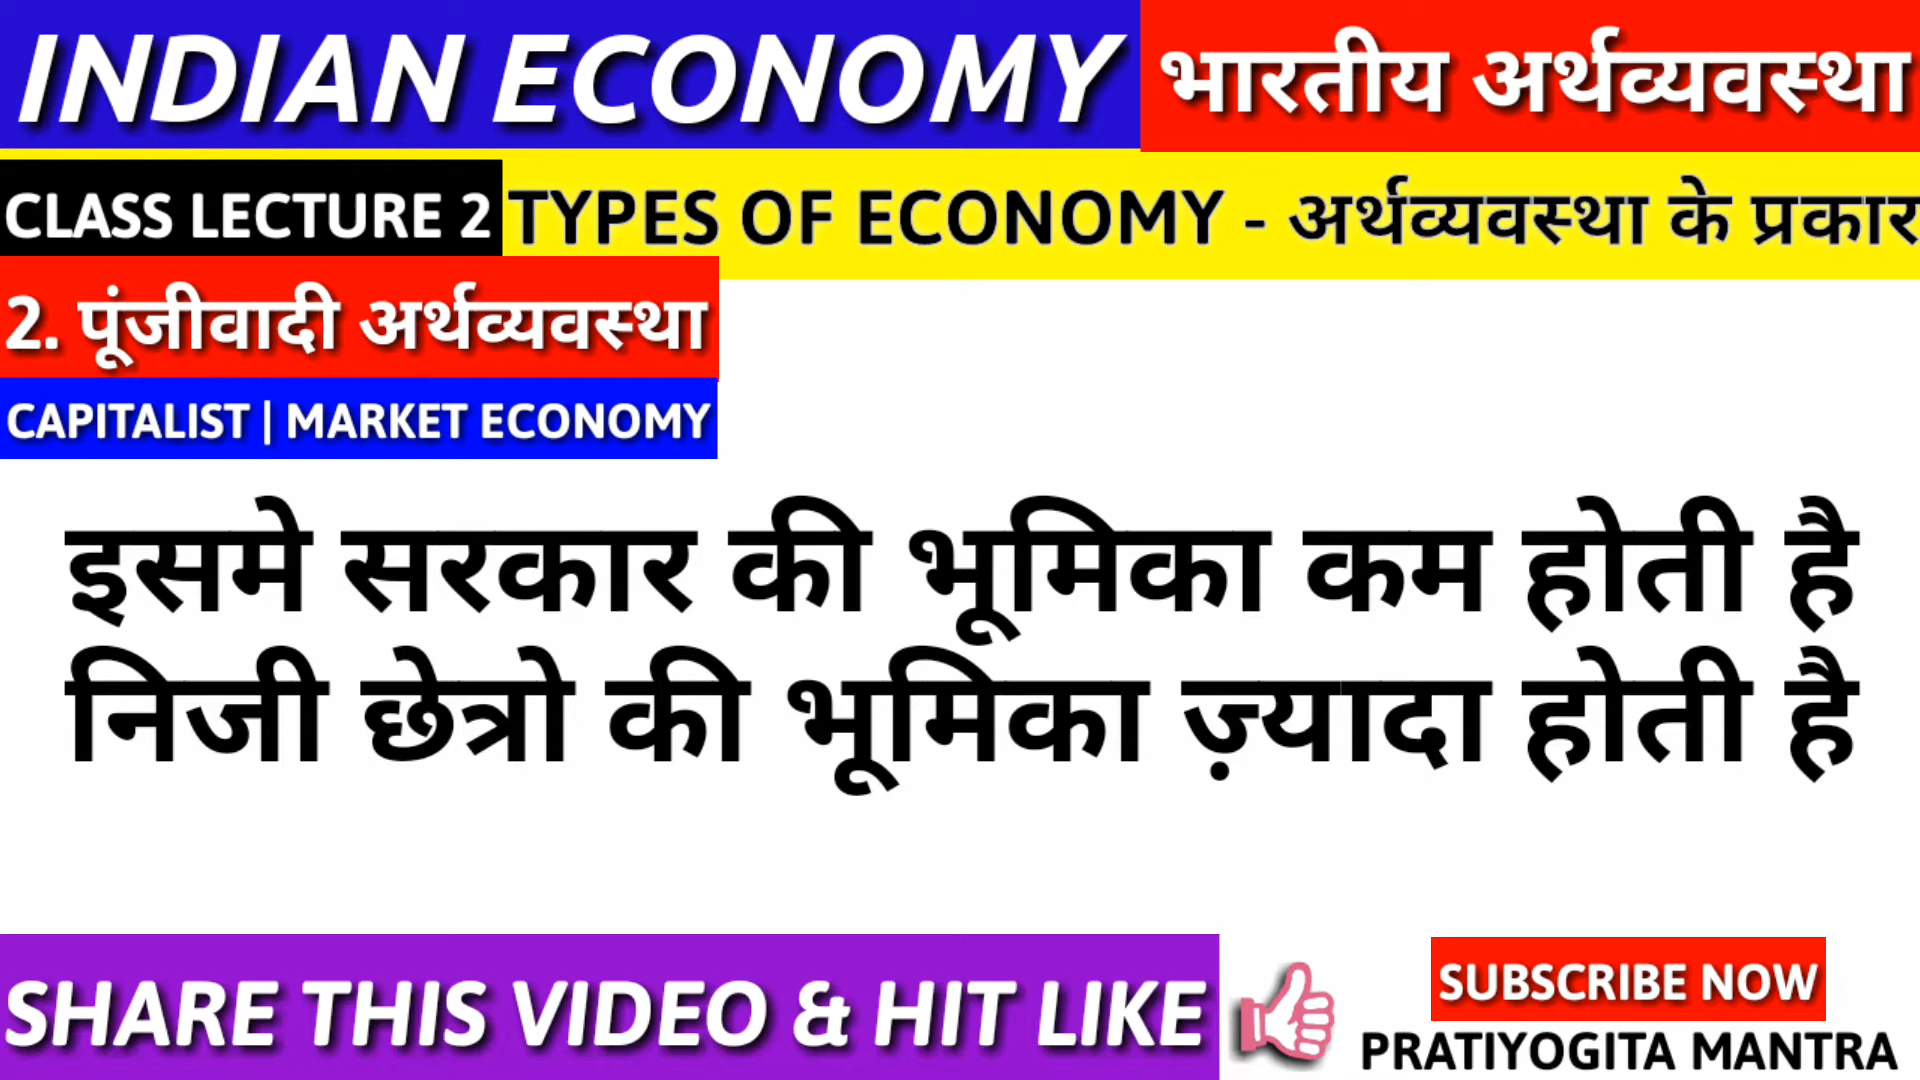 INDIAN ECONOMY भारतीय अर्थव्यवस्था
CLASS LECTURE 2 TYPES OF ECONOMY - अर्थव्यवस्था के प्रकार
2. पूंजीवादी अर्थव्यवस्था
CAPITALIST | MARKET ECONOMY
इसमे सरकार की भूमिका कम होती है
निजी छेत्रो की भूमिका ज़्यादा होती है
SHARE THIS VIDEO & HIT LIKE
SUBSCRIBE NOW
PRATIYOGITA MANTRA